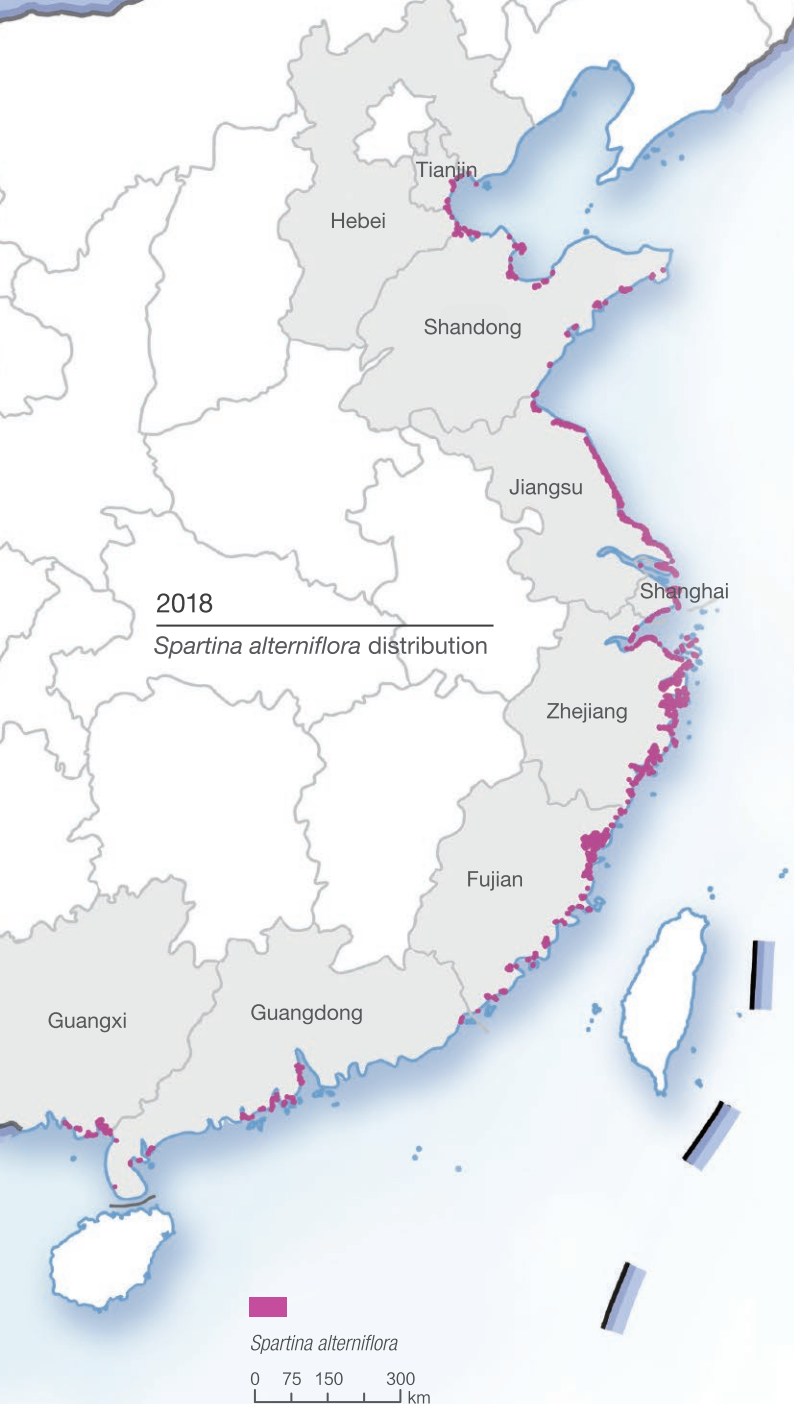 Tianjin
Hebei
Shandong
Jiangsu
2018
Shanghai
Spartina alterniflora distribution
Zhejiang
Fujian
Guangxi
Guangdong
Spartina alterniflora
0 75 150 300
km